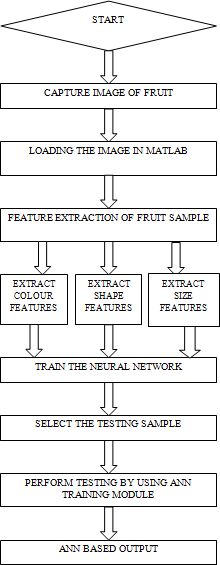 START
CAPTURE IMAGE OF FRUIT
LOADING THE IMAGE IN MATLAB
FEATURE EXTRACTION OF FRUIT SAMPLE
EXTRACT
COLOUR
FEATURES
EXTRACT
SHAPE
FEATURES
EXTRACT
SIZE
FEATURES
TRAIN THE NEURAL NETWORK
SELECT THE TESTING SAMPLE
PERFORM TESTING BY USING ANN
TRAINING MODULE
ANN BASED OUTPUT